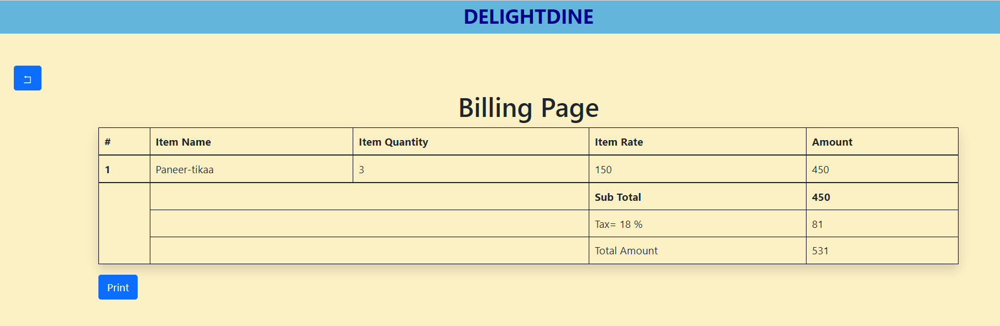 DELIGHTDINE
Billing Page
# Item Name Item Quantity Item Rate Amount
1 Paneer-tikaa 3 150 450
Sub Total 450
Tax= 18 % 81
Total Amount 531
Print